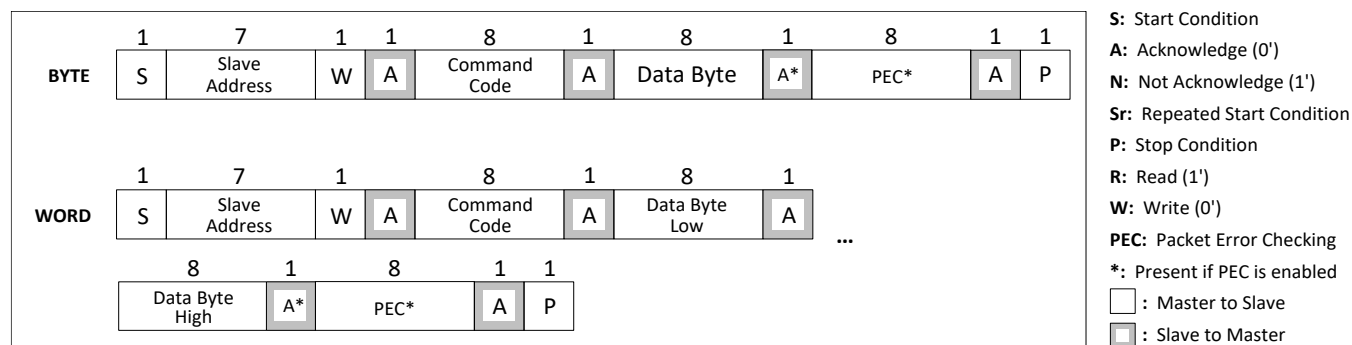 1 7 1 1 8 1 8 1 8 1 1
BYTE S Slave Address W A Command Code A Data Byte A* PEC* A P
1 7 1 8 1 8 1
WORD S Slave Address W A Command Code A Data Byte Low A ...
8 1 8 1 1
Data Byte High A* PEC* A P
S: Start Condition
A: Acknowledge (0')
N: Not Acknowledge (1')
Sr: Repeated Start Condition
P: Stop Condition
R: Read (1')
W: Write (0')
PEC: Packet Error Checking
*: Present if PEC is enabled
: Master to Slave
: Slave to Master